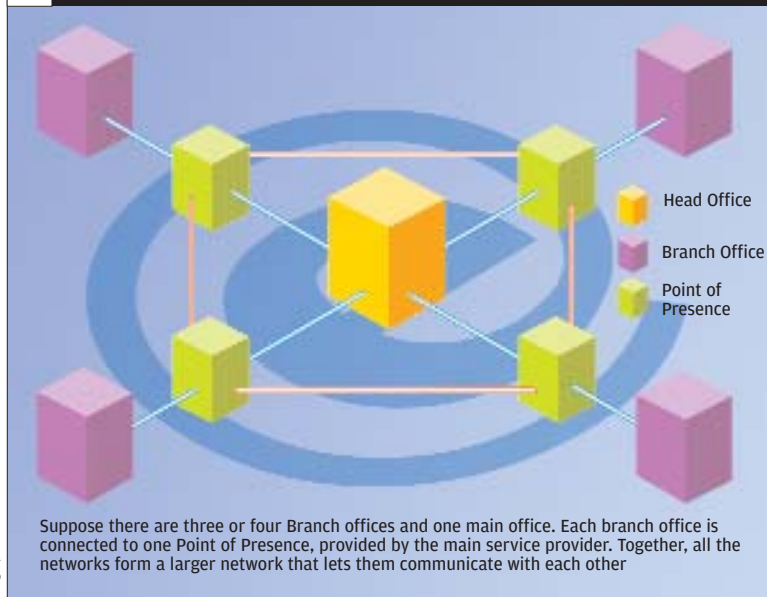 Head Office
Branch Office
Point of
Presence
Suppose there are three or four Branch offices and one main office. Each branch office is
connected to one Point of Presence, provided by the main service provider. Together, all the
networks form a larger network that lets them communicate with each other